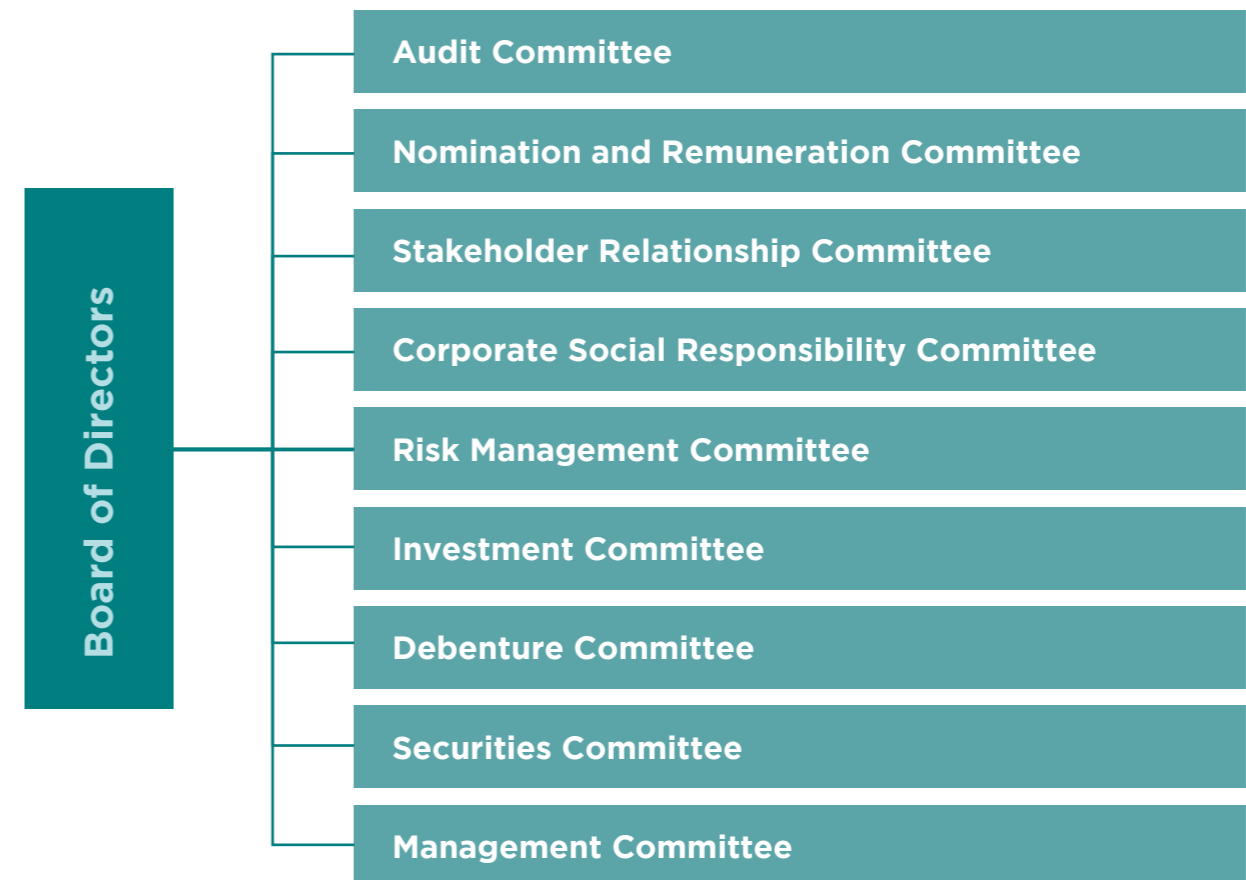 Board of Directors
Audit Committee
Nomination and Remuneration Committee
Stakeholder Relationship Committee
Corporate Social Responsibility Committee
Risk Management Committee
Investment Committee
Debenture Committee
Securities Committee
Management Committee